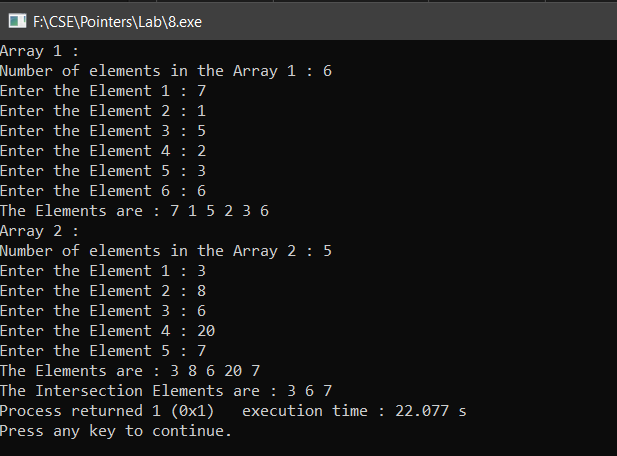 F:\CSE\Pointers\Lab\8.exe
Array 1 :
Number of elements in the Array 1 : 6
Enter the Element 1 : 7
Enter the Element 2 : 1
Enter the Element 3 : 5
Enter the Element 4 : 2
Enter the Element 5 : 3
Enter the Element 6 : 6
The Elements are : 7 1 5 2 3 6
Array 2 :
Number of elements in the Array 2 : 5
Enter the Element 1 : 3
Enter the Element 2 : 8
Enter the Element 3 : 6
Enter the Element 4 : 20
Enter the Element 5 : 7
The Elements are : 3 8 6 20 7
The Intersection Elements are : 3 6 7
Process returned 1 (0x1)   execution time : 22.077 s
Press any key to continue.